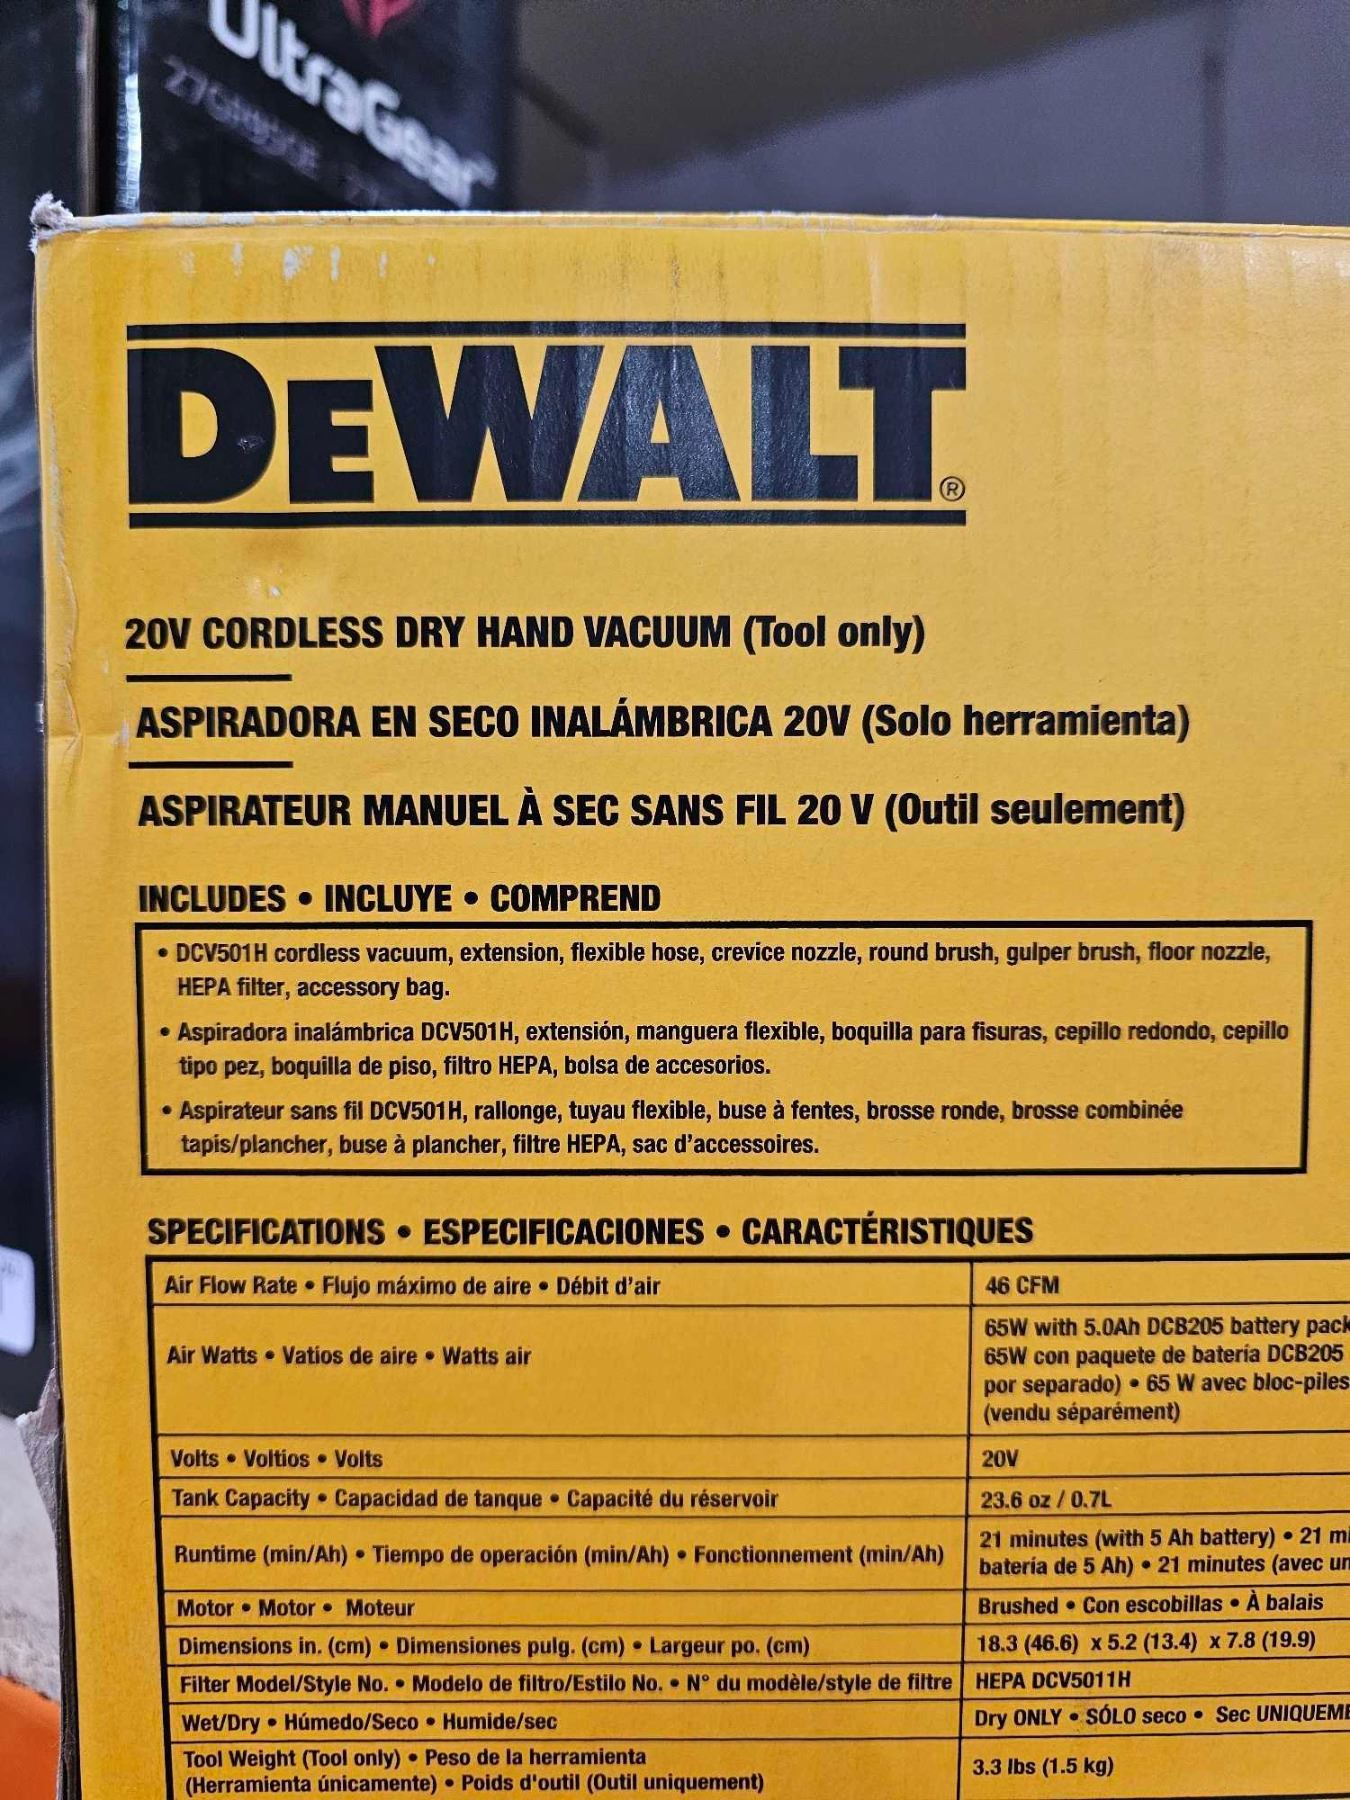 UltraGear
DEWALT®
20V CORDLESS DRY HAND VACUUM (Tool only)
ASPIRADORA EN SECO INALÁMBRICA 20V (Solo herramienta)
ASPIRATEUR MANUEL À SEC SANS FIL 20 V (Outil seulement)
INCLUDES • INCLUYE • COMPREND
• DCV501H cordless vacuum, extension, flexible hose, crevice nozzle, round brush, gulper brush, floor nozzle,
HEPA filter, accessory bag.
• Aspiradora inalámbrica DCV501H, extensión, manguera flexible, boquilla para fisuras, cepillo redondo, cepillo
tipo pez, boquilla de piso, filtro HEPA, bolsa de accesorios.
• Aspirateur sans fil DCV501H, rallonge, tuyau flexible, buse à fentes, brosse ronde, brosse combinée
tapis/plancher, buse à plancher, filtre HEPA, sac d'accessoires.
SPECIFICATIONS • ESPECIFICACIONES • CARACTÉRISTIQUES
Air Flow Rate • Flujo máximo de aire • Débit d'air 46 CFM
Air Watts • Vatios de aire • Watts air
65W with 5.0Ah DCB205 battery pack
65W con paquete de batería DCB205
por separado) • 65 W avec bloc-piles
(vendu séparément)
Volts • Voltios • Volts 20V
Tank Capacity • Capacidad de tanque • Capacité du réservoir 23.6 oz / 0.7L
Runtime (min/Ah) • Tiempo de operación (min/Ah) • Fonctionnement (min/Ah)
21 minutes (with 5 Ah battery) • 21 mi
batería de 5 Ah) • 21 minutes (avec un
Motor • Motor • Moteur Brushed • Con escobillas • À balais
Dimensions in. (cm) • Dimensiones pulg. (cm) • Largeur po. (cm) 18.3 (46.6) x 5.2 (13.4) x 7.8 (19.9)
Filter Model/Style No. • Modelo de filtro/Estilo No. • N° du modèle/style de filtre HEPA DCV5011H
Wet/Dry • Húmedo/Seco • Humide/sec Dry ONLY • SÓLO seco • Sec UNIQUEME
Tool Weight (Tool only) • Peso de la herramienta
(Herramienta únicamente) • Poids d'outil (Outil uniquement)
3.3 lbs (1.5 kg)